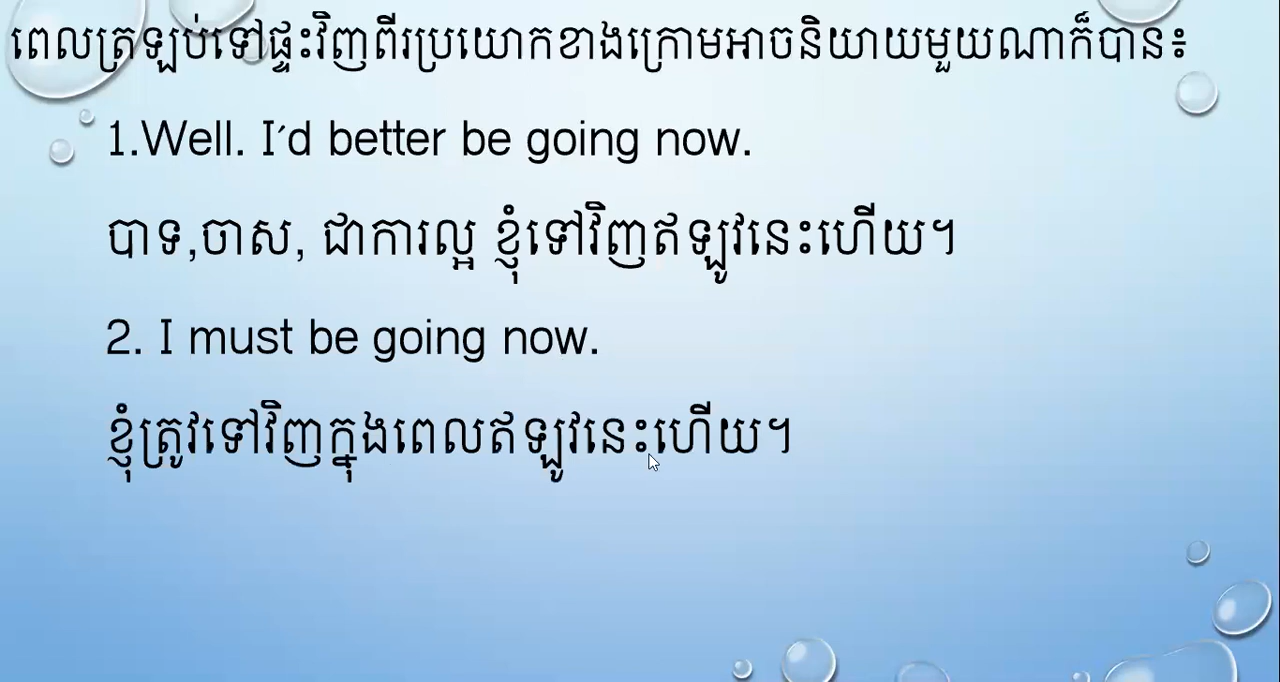 ពេលត្រឡប់ទៅផ្ទះវិញពីរប្រយោកខាងក្រោមអាចនិយាយមួយណាក៏បាន៖
1.Well. I′d better be going now.
បាទ,ចាស, ជាការល្អ ខ្ញុំទៅវិញឥឡូវនេះហើយ។
2. I must be going now.
ខ្ញុំត្រូវទៅវិញក្នុងពេលឥឡូវនេះហើយ។